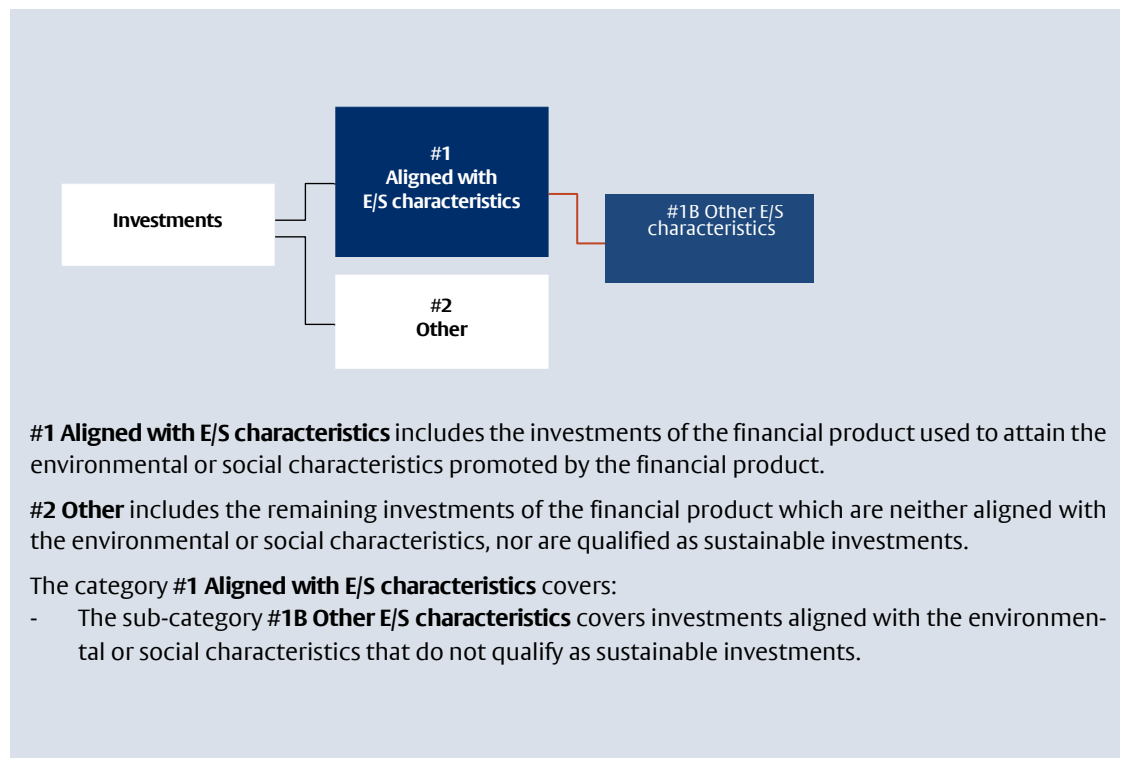 #1
Aligned with
E/S characteristics
Investments
#1B Other E/S
characteristics
#2
Other
#1 Aligned with E/S characteristics includes the investments of the financial product used to attain the
environmental or social characteristics promoted by the financial product.
#2 Other includes the remaining investments of the financial product which are neither aligned with
the environmental or social characteristics, nor are qualified as sustainable investments.
The category #1 Aligned with E/S characteristics covers:
- The sub-category #1B Other E/S characteristics covers investments aligned with the environmen-
tal or social characteristics that do not qualify as sustainable investments.